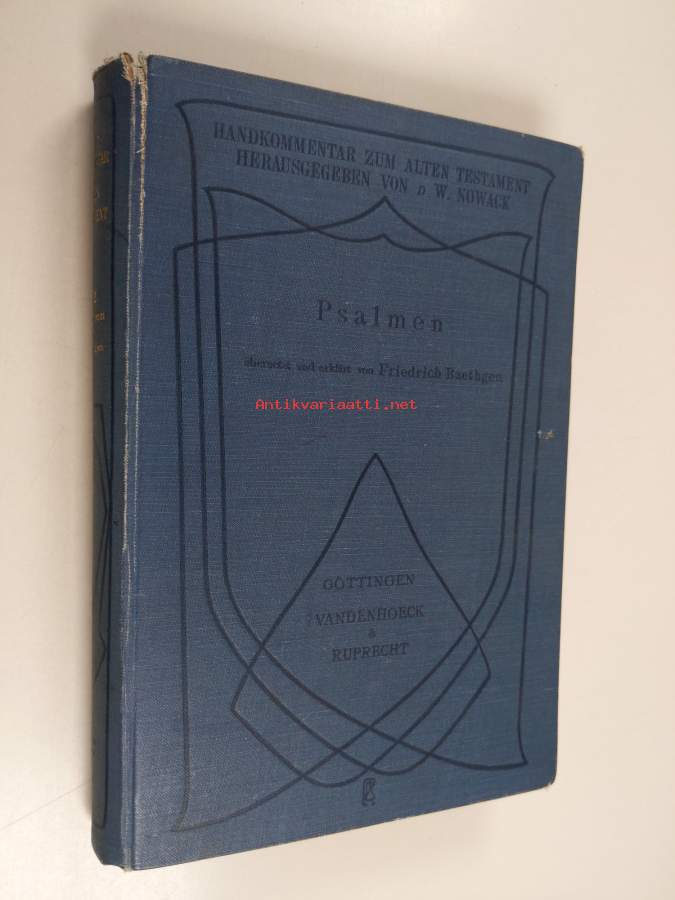 HANDKOMMENTAR ZUM ALTEN TESTAMENT
HERAUSGEGEBEN VON D W. NOWACK
Psalmen
übersetzt und erklärt von Friedrich Baethgen
Antikvariaatti.net
GÖTTINGEN
VANDENHOECK
&
RUPRECHT